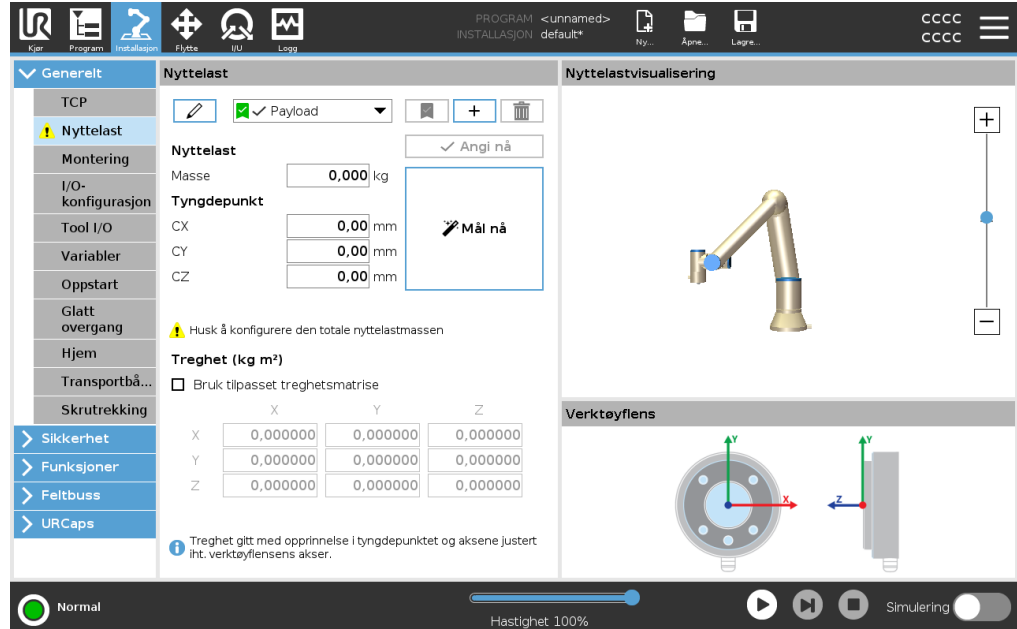 UR
Kjør
Program
Installasjon
Flytte
I/U
Logg
PROGRAM <unnamed>
INSTALLASJON default*
Ny...
Åpne...
Lagre...
CCCC
CCCC
Generelt
TCP
Nyttelast
Montering
I/O-
konfigurasjon
Tool I/O
Variabler
Oppstart
Glatt
overgang
Hjem
Transportbå...
Skrutrekking
Sikkerhet
Funksjoner
Feltbuss
URCaps
Nyttelast
Payload
+
Nyttelast
Angi nå
Masse 0,000 kg
Tyngdepunkt
CX 0,00 mm
CY 0,00 mm
CZ 0,00 mm
Mål nå
Husk å konfigurere den totale nyttelastmassen
Treghet (kg m²)
Bruk tilpasset treghetsmatrise
X Y Z
X 0,000000 0,000000 0,000000
Y 0,000000 0,000000 0,000000
Z 0,000000 0,000000 0,000000
Treghet gitt med opprinnelse i tyngdepunktet og aksene justert
iht. verktøyflensens akser.
Nyttelastvisualisering
+
−
Verktøyflens
Y
X
Y
Z
Normal
Hastighet 100%
Simulering